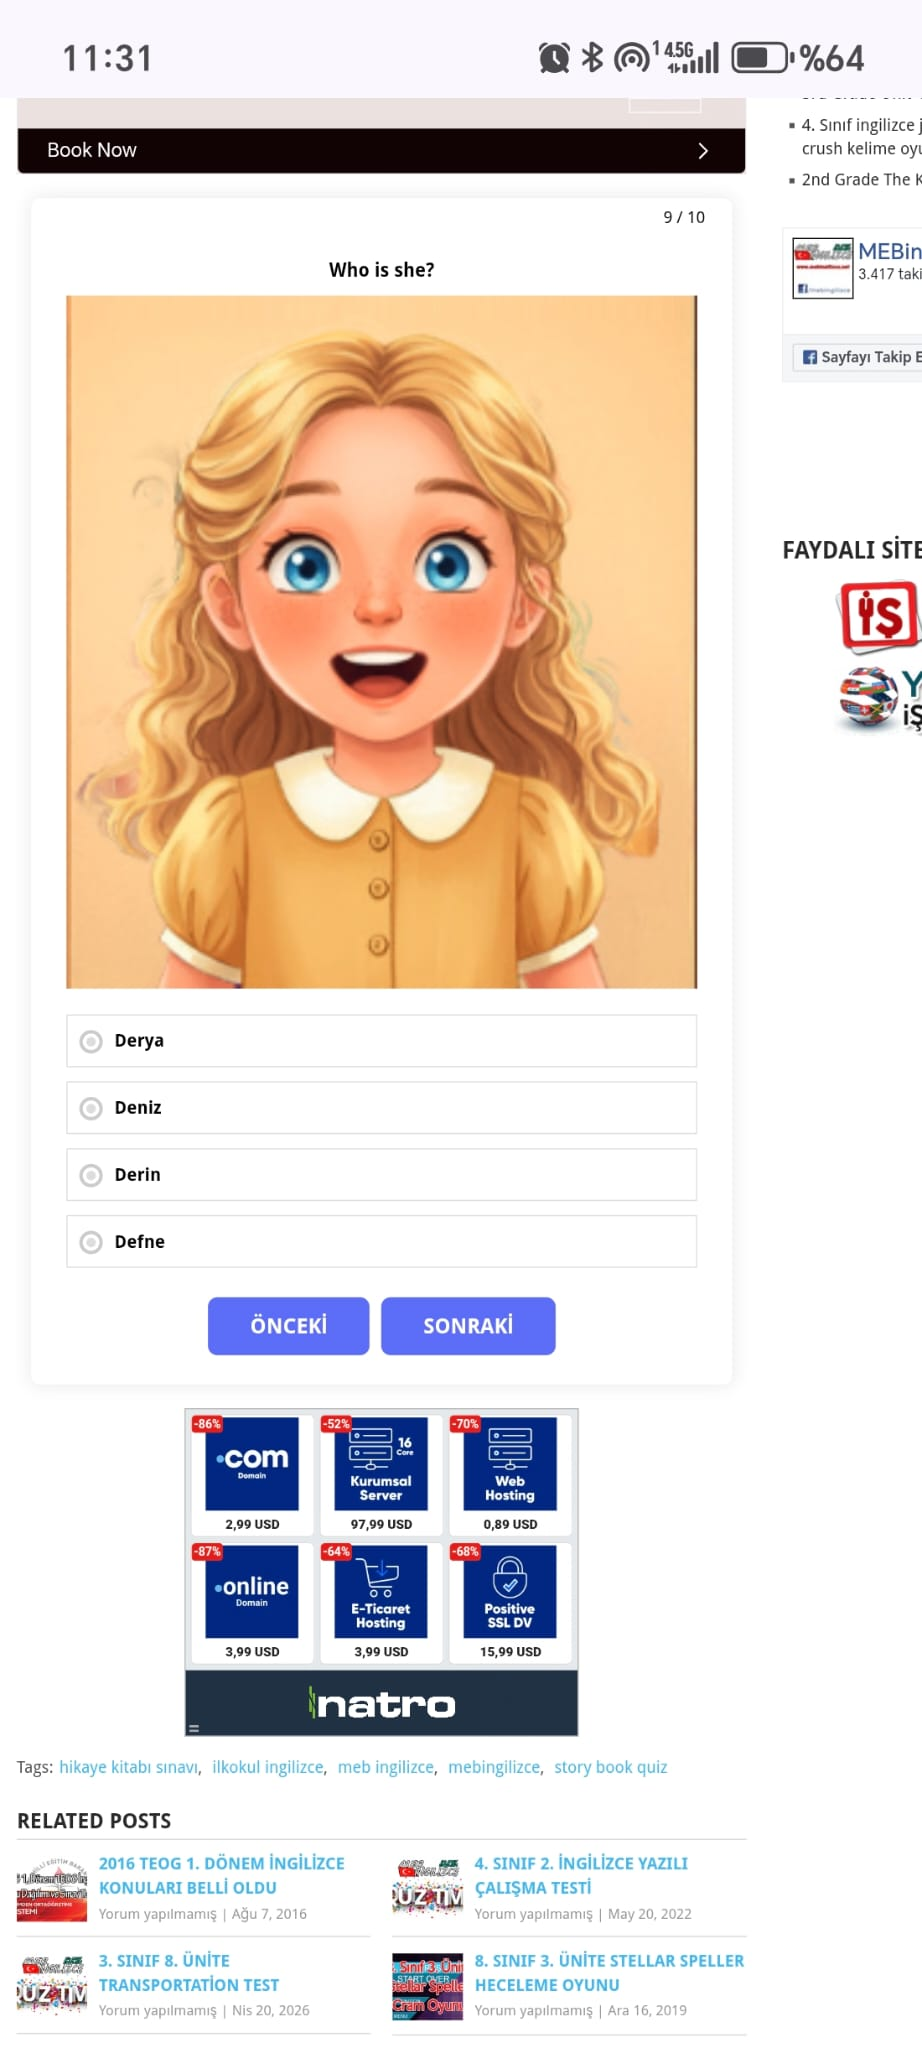 11:31
1 4.5G
%64
Book Now
4. Sınıf ingilizce j
crush kelime oyu
2nd Grade The K
9 / 10
Who is she?
MEBin
3.417 taki
Sayfayı Takip E
FAYDALI SİTE
İŞ
Y
İŞ
Derya
Deniz
Derin
Defne
ÖNCEKİ
SONRAKİ
-86%
.com
Domain
2,99 USD
-52%
16
Core
Kurumsal
Server
97,99 USD
-70%
Web
Hosting
0,89 USD
-87%
.online
Domain
3,99 USD
-64%
E-Ticaret
Hosting
3,99 USD
-68%
Positive
SSL DV
15,99 USD
natro
Tags: hikaye kitabı sınavı, ilkokul ingilizce, meb ingilizce, mebingilizce, story book quiz
RELATED POSTS
2016 TEOG 1. DÖNEM İNGİLİZCE
KONULARI BELLİ OLDU
Yorum yapılmamış | Ağu 7, 2016
4. SINIF 2. İNGİLİZCE YAZILI
ÇALIŞMA TESTİ
Yorum yapılmamış | May 20, 2022
3. SINIF 8. ÜNİTE
TRANSPORTATİON TEST
Yorum yapılmamış | Nis 20, 2026
8. SINIF 3. ÜNİTE STELLAR SPELLER
HECELEME OYUNU
Yorum yapılmamış | Ara 16, 2019